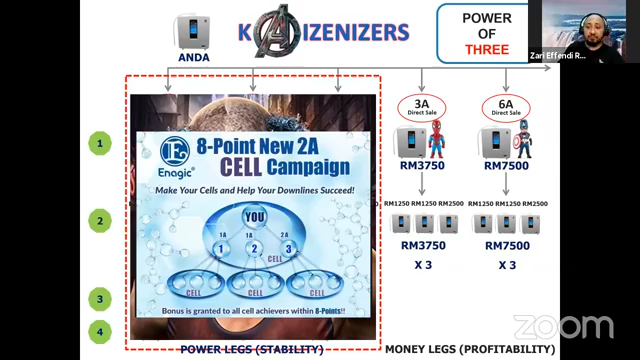 KAIZENIZERS
POWER
OF
THREE
Zari Effendi R...
ANDA
3A
Direct Sale
6A
Direct Sale
1
8-Point New 2A
CELL Campaign
Enagic®
Make Your Cells and Help Your Downlines Succeed!
RM3750
RM7500
2
YOU
1A
1A
2A
1
2
3
CELL
CELL
CELL
CELL
RM1250 RM1250 RM2500
RM1250 RM1250 RM2500
RM3750
RM7500
X 3
X 3
3
Bonus is granted to all cell achievers within 8-Points!!
4
zoom
POWER LEGS (STABILITY)
MONEY LEGS (PROFITABILITY)